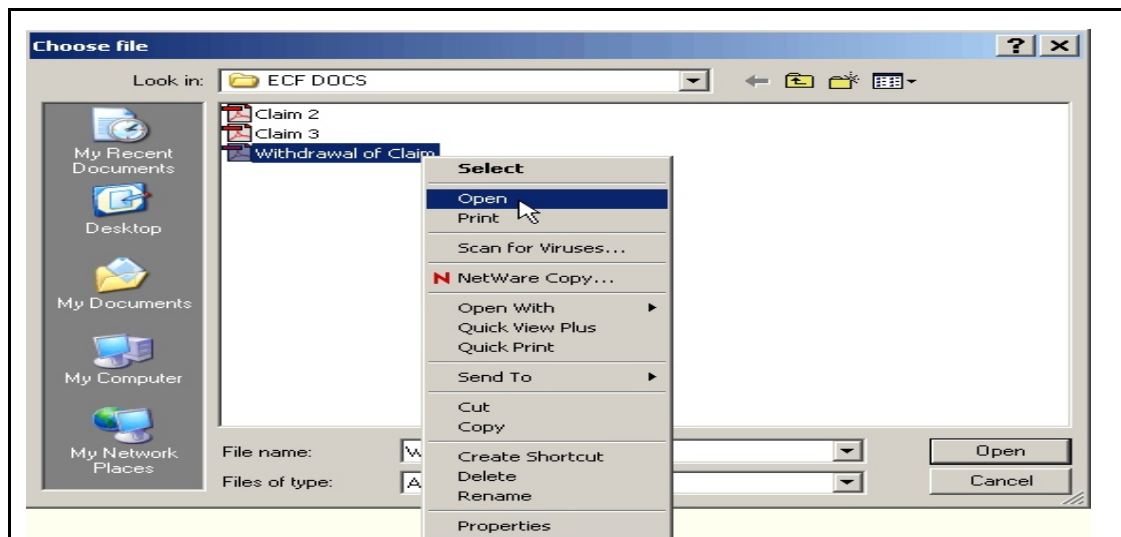 Choose file
Look in: ECF DOCS
My Recent
Documents
Desktop
My Documents
My Computer
My Network
Places
Claim 2
Claim 3
Withdrawal of Claim
Select
Open
Print
Scan for Viruses...
N NetWare Copy...
Open With
Quick View Plus
Quick Print
Send To
Cut
Copy
Create Shortcut
Delete
Rename
Properties
File name:
Files of type: A
Open
Cancel